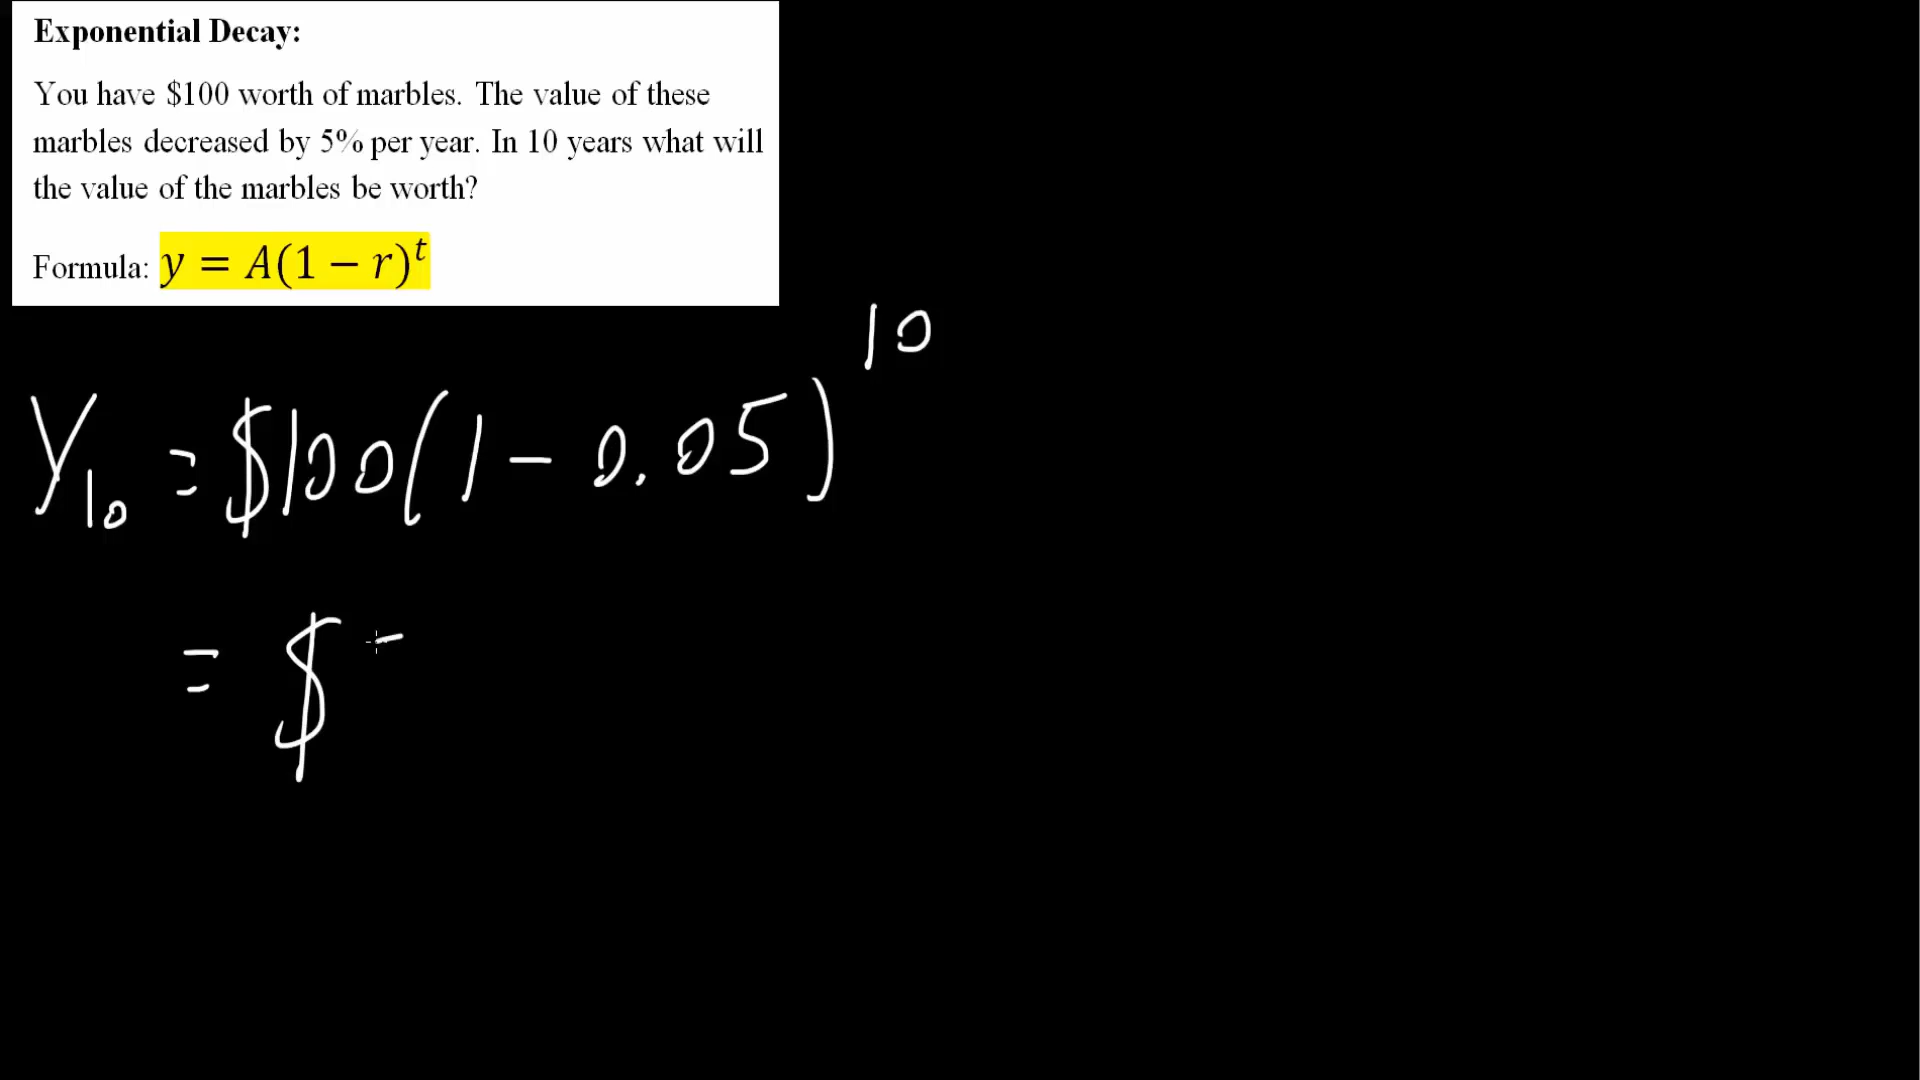 Exponential Decay:
You have $100 worth of marbles. The value of these
marbles decreased by 5% per year. In 10 years what will
the value of the marbles be worth?
Formula: y = A(1 − r)^t
Y₁₀ = $100(1 − 0.05)^10
= $